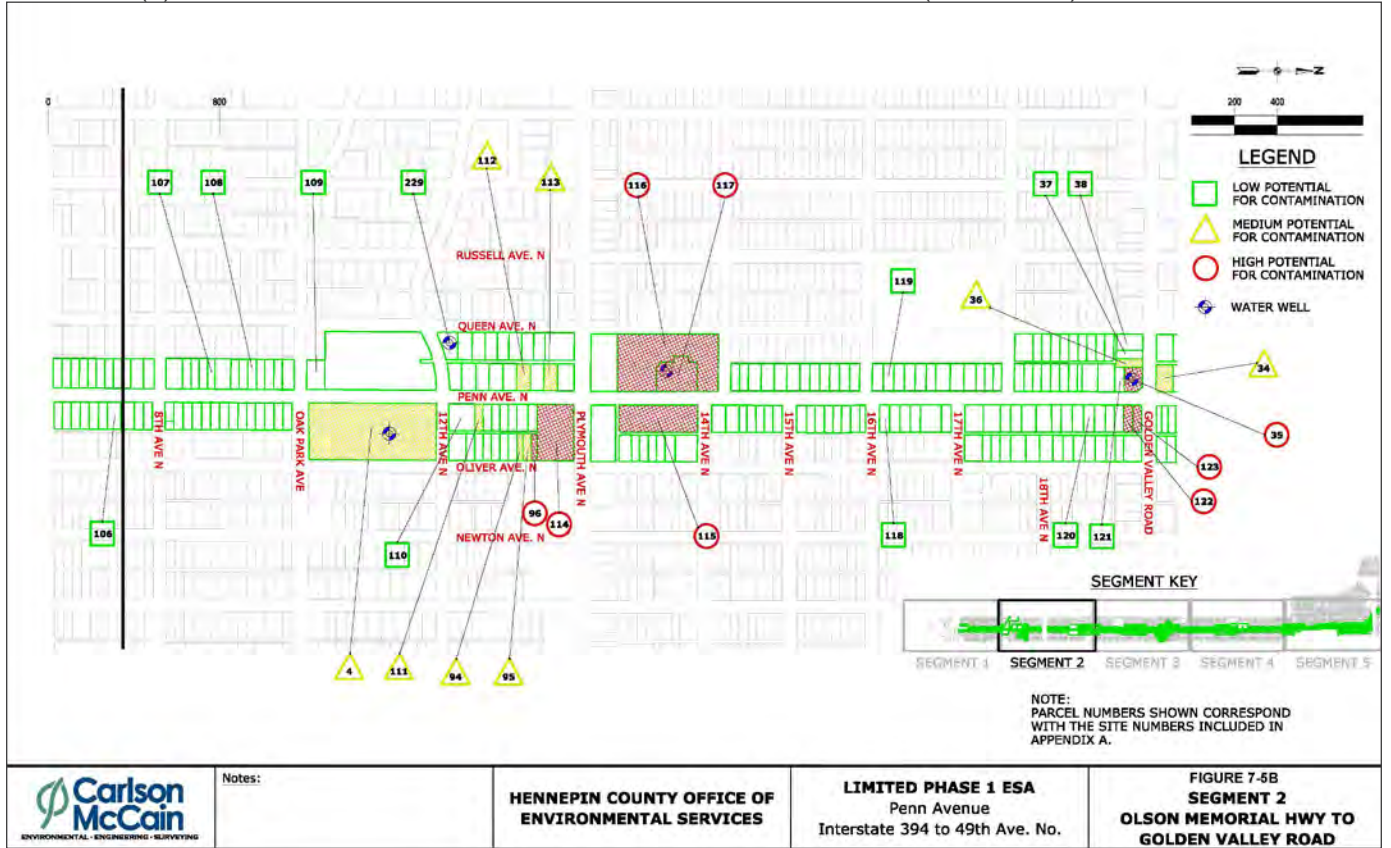 0
800
200
400
N
LEGEND
LOW POTENTIAL
FOR CONTAMINATION
MEDIUM POTENTIAL
FOR CONTAMINATION
HIGH POTENTIAL
FOR CONTAMINATION
WATER WELL
107
108
109
229
112
113
116
117
37
38
119
36
34
35
123
122
RUSSELL AVE. N
QUEEN AVE. N
PENN AVE. N
OLIVER AVE. N
NEWTON AVE. N
8TH AVE N
OAK PARK AVE
12TH AVE N
PLYMOUTH AVE N
14TH AVE N
15TH AVE N
16TH AVE N
17TH AVE N
18TH AVE N
GOLDEN VALLEY ROAD
106
110
96
114
115
118
120
121
4
111
94
95
SEGMENT KEY
SEGMENT 1
SEGMENT 2
SEGMENT 3
SEGMENT 4
SEGMENT 5
NOTE:
PARCEL NUMBERS SHOWN CORRESPOND
WITH THE SITE NUMBERS INCLUDED IN
APPENDIX A.
Carlson
McCain
ENVIRONMENTAL - ENGINEERING - SURVEYING
Notes:
HENNEPIN COUNTY OFFICE OF
ENVIRONMENTAL SERVICES
LIMITED PHASE 1 ESA
Penn Avenue
Interstate 394 to 49th Ave. No.
FIGURE 7-5B
SEGMENT 2
OLSON MEMORIAL HWY TO
GOLDEN VALLEY ROAD